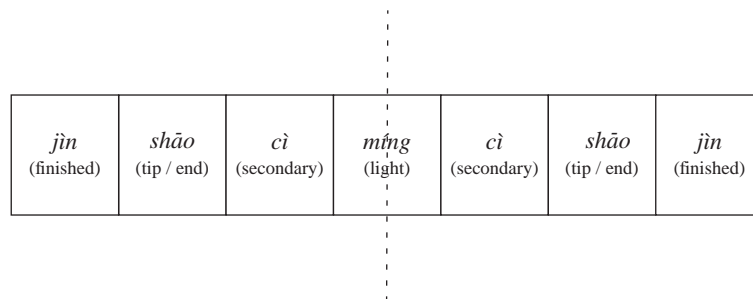 jìn shāo cì míng cì shāo jìn
(finished) (tip / end) (secondary) (light) (secondary) (tip / end) (finished)